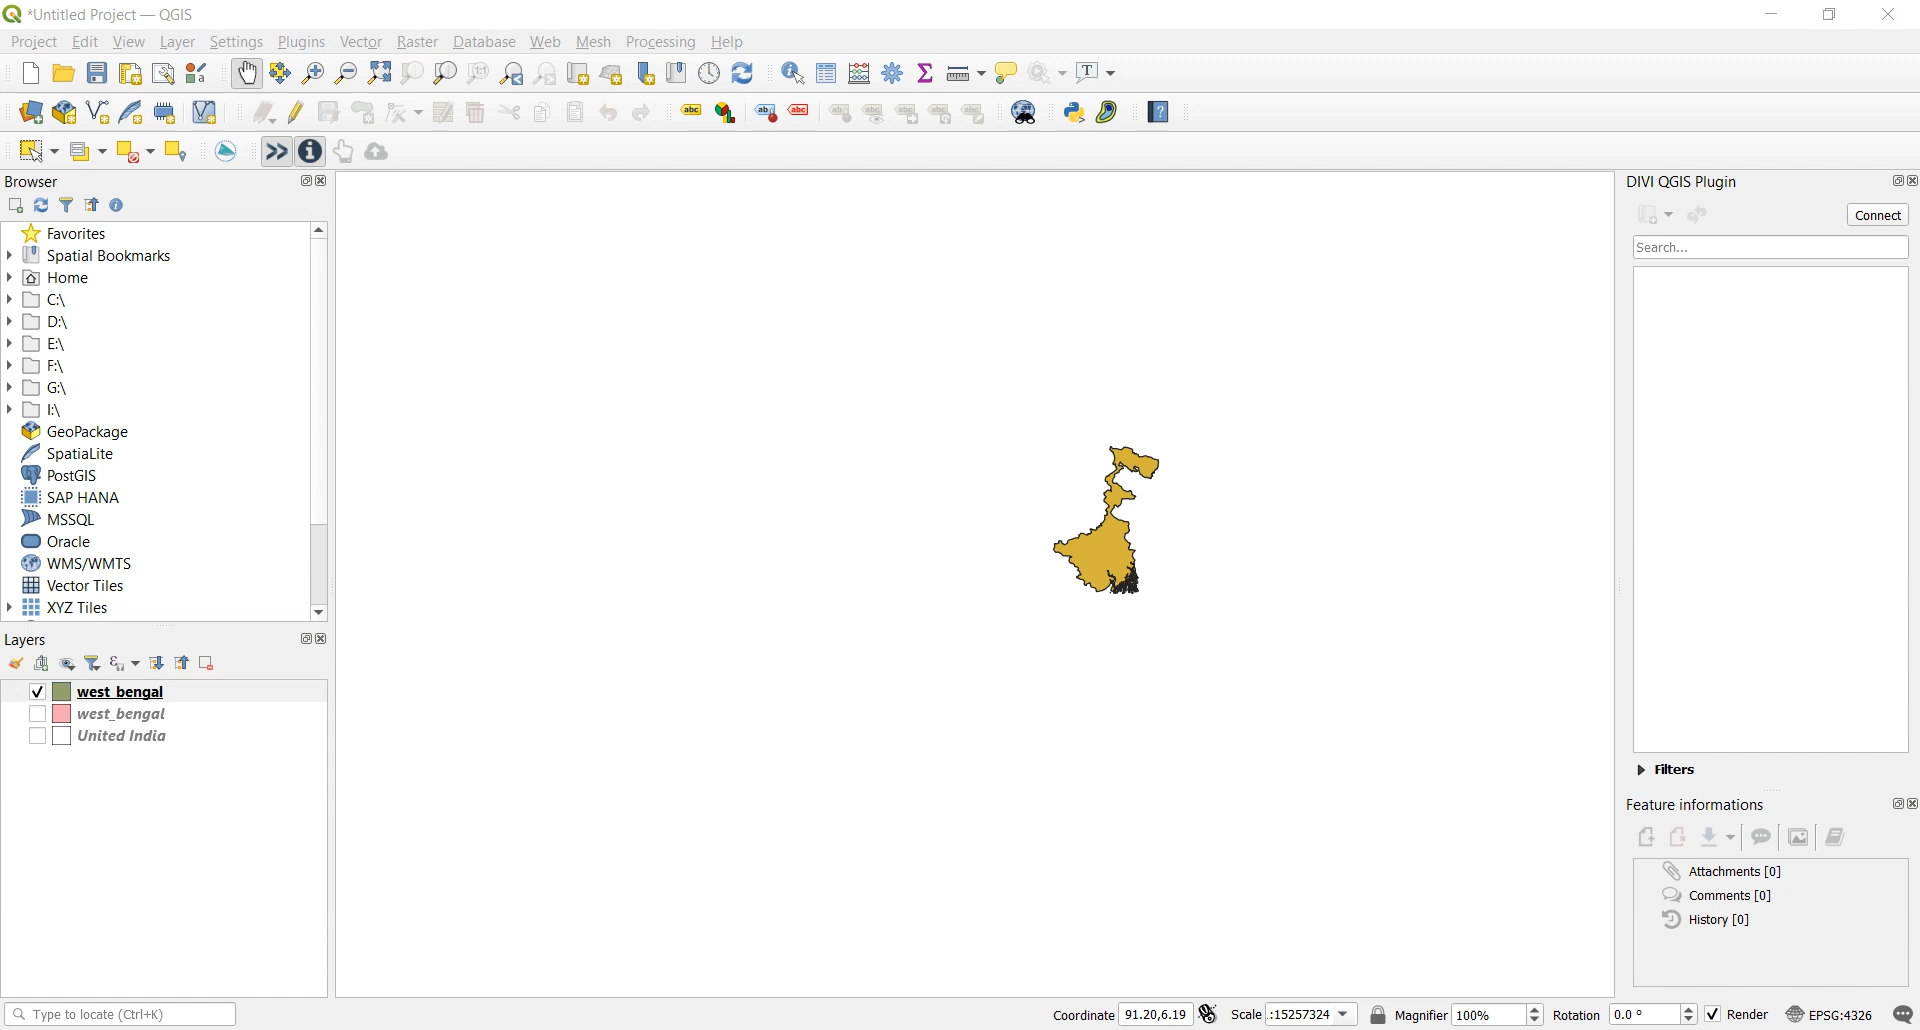 *Untitled Project — QGIS
Project Edit View Layer Settings Plugins Vector Raster Database Web Mesh Processing Help
Browser
Favorites
Spatial Bookmarks
Home
C:\
D:\
E:\
F:\
G:\
I:\
GeoPackage
SpatiaLite
PostGIS
SAP HANA
MSSQL
Oracle
WMS/WMTS
Vector Tiles
XYZ Tiles
Layers
west bengal
west_bengal
United India
DIVI QGIS Plugin
Connect
Search...
Filters
Feature informations
Attachments [0]
Comments [0]
History [0]
Type to locate (Ctrl+K)
Coordinate 91.20,6.19 Scale :15257324 Magnifier 100% Rotation 0.0 ° Render EPSG:4326